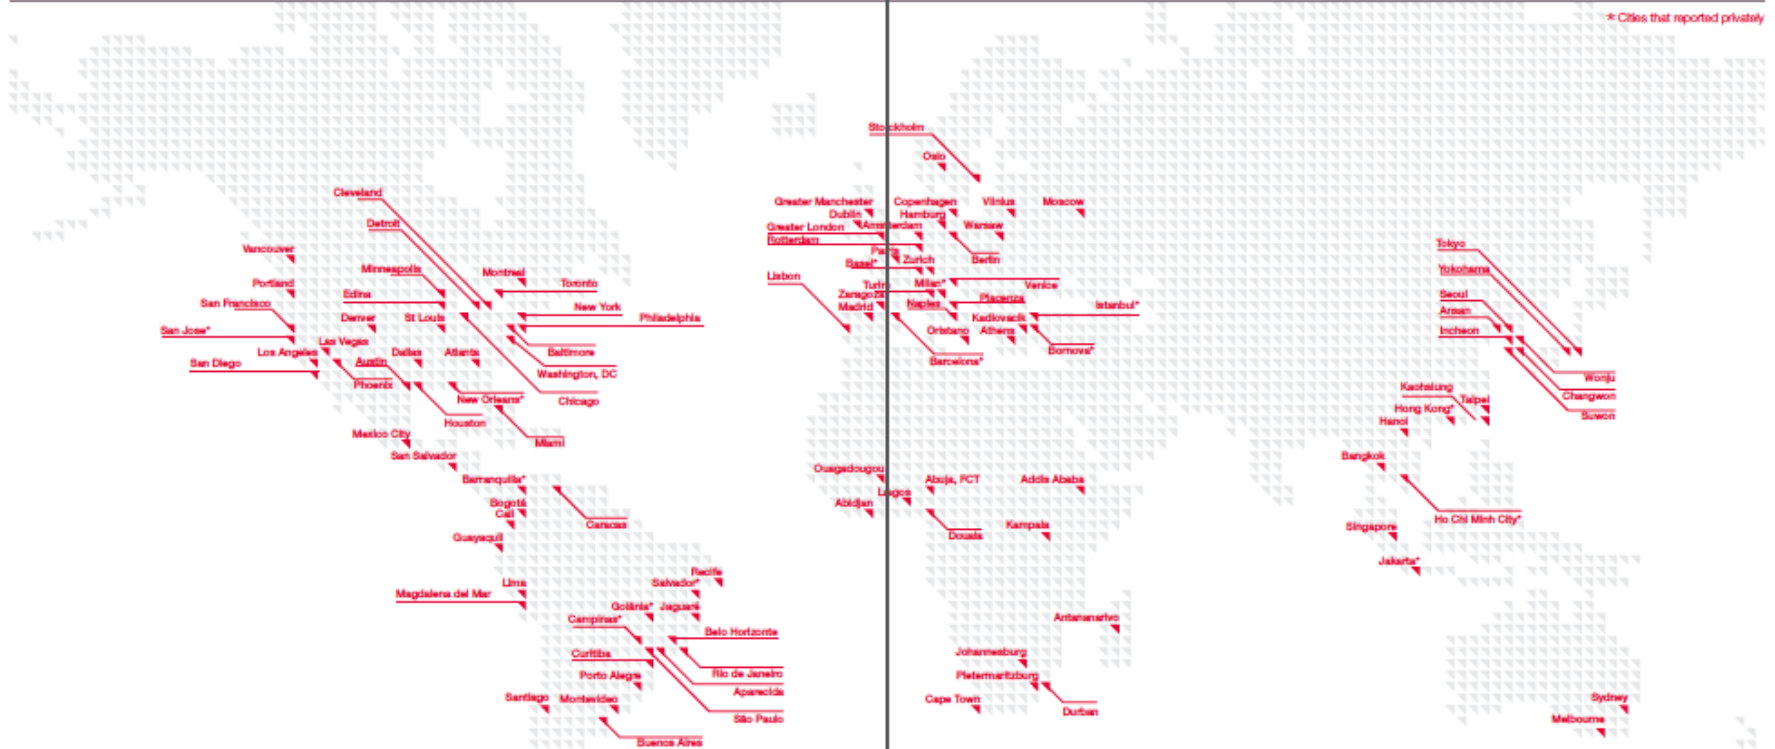 * Cities that reported privately
Stockholm
Oslo
Cleveland
Greater Manchester
Copenhagen
Vilnius
Moscow
Dublin
Hamburg
Detroit
Greater London
Amsterdam
Warsaw
Rotterdam
Tokyo
Vancouver
Paris
Basel*
Zurich
Berlin
Minneapolis
Montreal
Yokohama
Lisbon
Portland
Toronto
Turin
Milan*
Venice
Edina
Zaragoza
Seoul
San Francisco
New York
Madrid
Naples
Piacenza
Istanbul*
Ansan
Denver
St Louis
Philadelphia
San Jose*
Oristano
Athens
Kadiovacik
Incheon
Las Vegas
Los Angeles
Dallas
Atlanta
Baltimore
Bornova*
San Diego
Austin
Barcelona*
Washington, DC
Phoenix
Wonju
Kaohsiung
New Orleans*
Chicago
Taipei
Changwon
Hong Kong*
Suwon
Houston
Hanoi
Mexico City
Miami
San Salvador
Bangkok
Ouagadougou
Barranquilla*
Abuja, FCT
Addis Ababa
Lagos
Bogotá
Abidjan
Cali
Caracas
Kampala
Ho Chi Minh City*
Singapore
Guayaquil
Douala
Jakarta*
Recife
Lima
Salvador*
Magdalena del Mar
Goiânia*
Jaguaré
Campinas*
Antananarivo
Belo Horizonte
Curitiba
Johannesburg
Rio de Janeiro
Porto Alegre
Pietermaritzburg
Aparecida
Santiago
Montevideo
Cape Town
Sydney
São Paulo
Durban
Melbourne
Buenos Aires